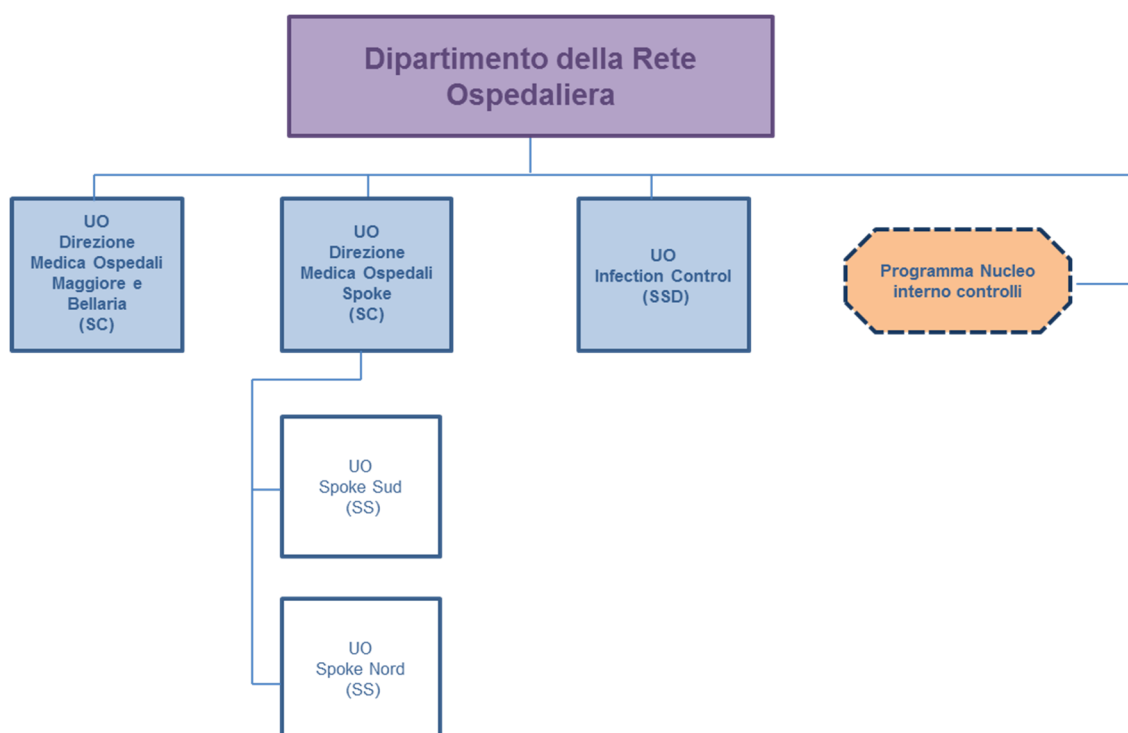 Dipartimento della Rete
Ospedaliera
UO
Direzione
Medica Ospedali
Maggiore e
Bellaria
(SC)
UO
Direzione
Medica Ospedali
Spoke
(SC)
UO
Infection Control
(SSD)
Programma Nucleo
interno controlli
UO
Spoke Sud
(SS)
UO
Spoke Nord
(SS)